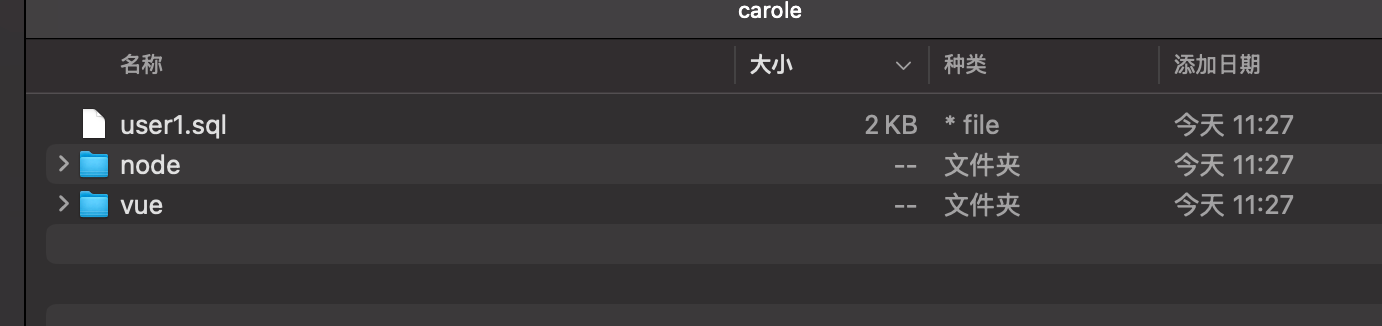 carole
名称 大小 种类 添加日期
user1.sql 2 KB * file 今天 11:27
node -- 文件夹 今天 11:27
vue -- 文件夹 今天 11:27